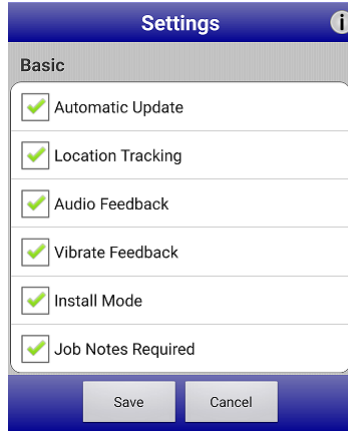 Settings
i
Basic
Automatic Update
Location Tracking
Audio Feedback
Vibrate Feedback
Install Mode
Job Notes Required
Save Cancel